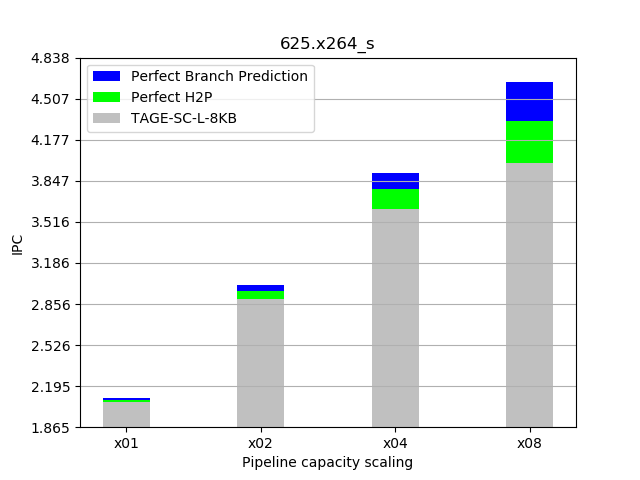 625.x264_s
4.838
4.507
4.177
3.847
3.516
3.186
2.856
2.526
2.195
1.865
IPC
Perfect Branch Prediction
Perfect H2P
TAGE-SC-L-8KB
x01 x02 x04 x08
Pipeline capacity scaling